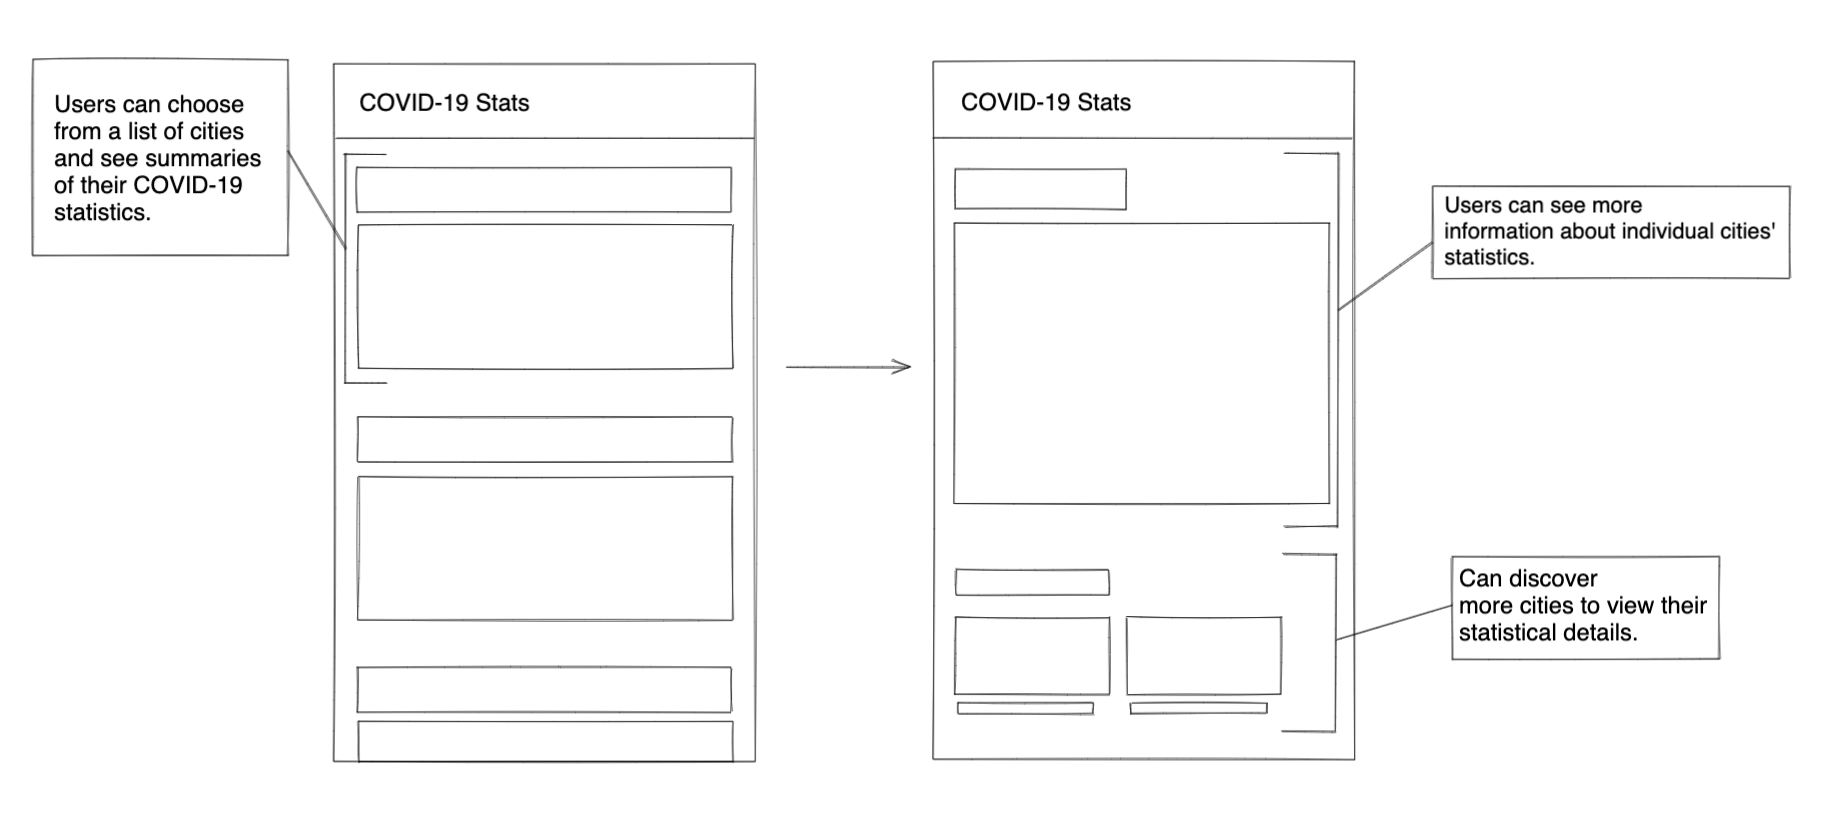 Users can choose
from a list of cities
and see summaries
of their COVID-19
statistics.
COVID-19 Stats
COVID-19 Stats
Users can see more
information about individual cities'
statistics.
Can discover
more cities to view their
statistical details.